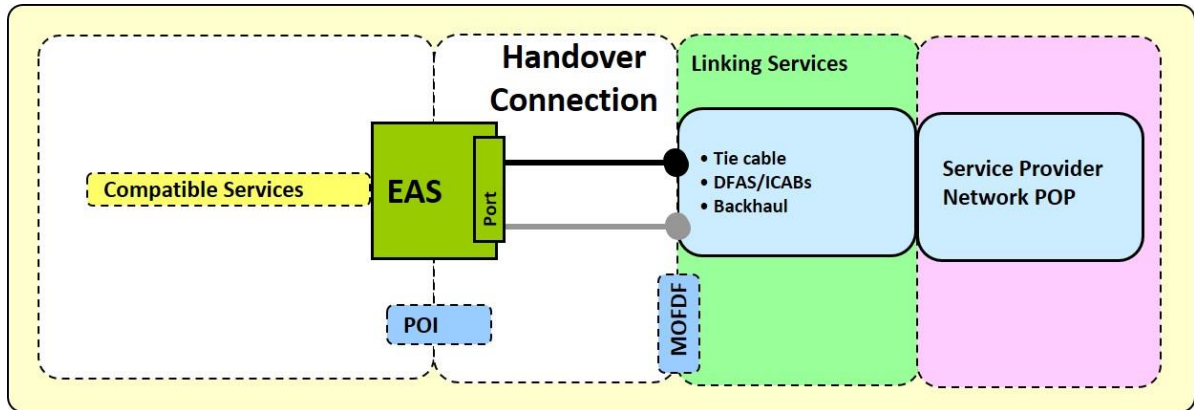 Handover
Connection
Linking Services
Compatible Services
EAS
Port
• Tie cable
• DFAS/ICABs
• Backhaul
Service Provider
Network POP
POI
MOFDF